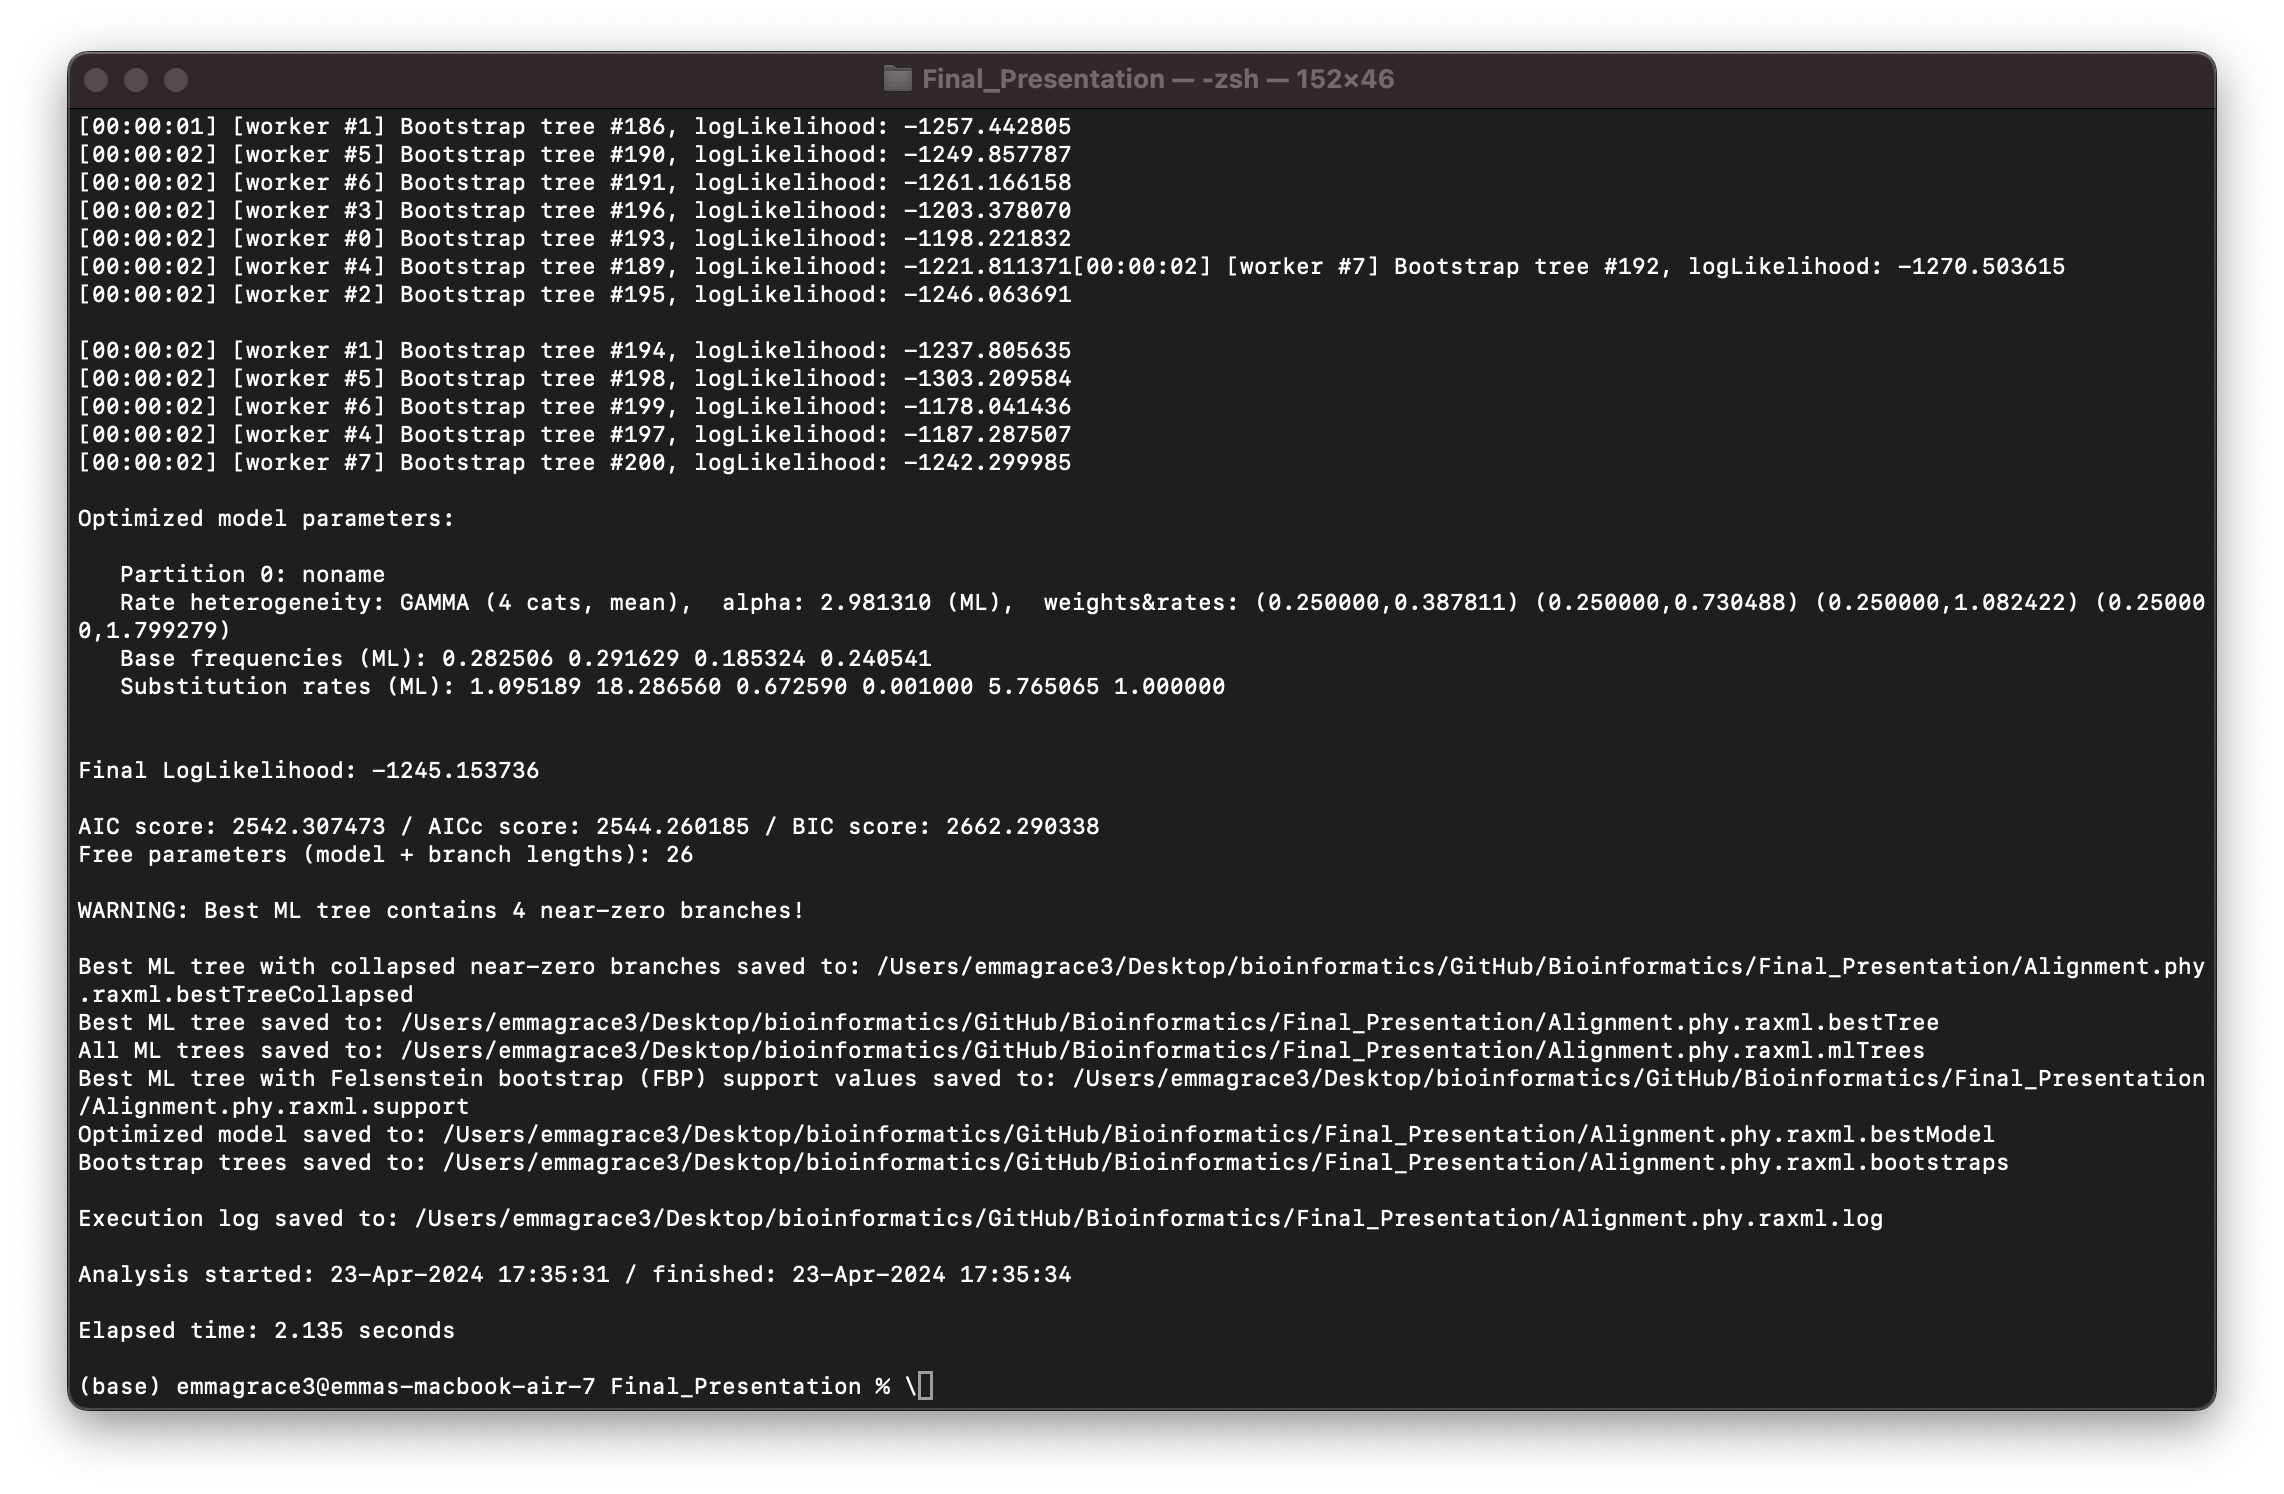 Final_Presentation — -zsh — 152×46
[00:00:01] [worker #1] Bootstrap tree #186, logLikelihood: -1257.442805
[00:00:02] [worker #5] Bootstrap tree #190, logLikelihood: -1249.857787
[00:00:02] [worker #6] Bootstrap tree #191, logLikelihood: -1261.166158
[00:00:02] [worker #3] Bootstrap tree #196, logLikelihood: -1203.378070
[00:00:02] [worker #0] Bootstrap tree #193, logLikelihood: -1198.221832
[00:00:02] [worker #4] Bootstrap tree #189, logLikelihood: -1221.811371[00:00:02] [worker #7] Bootstrap tree #192, logLikelihood: -1270.503615
[00:00:02] [worker #2] Bootstrap tree #195, logLikelihood: -1246.063691
[00:00:02] [worker #1] Bootstrap tree #194, logLikelihood: -1237.805635
[00:00:02] [worker #5] Bootstrap tree #198, logLikelihood: -1303.209584
[00:00:02] [worker #6] Bootstrap tree #199, logLikelihood: -1178.041436
[00:00:02] [worker #4] Bootstrap tree #197, logLikelihood: -1187.287507
[00:00:02] [worker #7] Bootstrap tree #200, logLikelihood: -1242.299985
Optimized model parameters:
Partition 0: noname
Rate heterogeneity: GAMMA (4 cats, mean),  alpha: 2.981310 (ML),  weights&rates: (0.250000,0.387811) (0.250000,0.730488) (0.250000,1.082422) (0.25000
0,1.799279)
Base frequencies (ML): 0.282506 0.291629 0.185324 0.240541
Substitution rates (ML): 1.095189 18.286560 0.672590 0.001000 5.765065 1.000000
Final LogLikelihood: -1245.153736
AIC score: 2542.307473 / AICc score: 2544.260185 / BIC score: 2662.290338
Free parameters (model + branch lengths): 26
WARNING: Best ML tree contains 4 near-zero branches!
Best ML tree with collapsed near-zero branches saved to: /Users/emmagrace3/Desktop/bioinformatics/GitHub/Bioinformatics/Final_Presentation/Alignment.phy
.raxml.bestTreeCollapsed
Best ML tree saved to: /Users/emmagrace3/Desktop/bioinformatics/GitHub/Bioinformatics/Final_Presentation/Alignment.phy.raxml.bestTree
All ML trees saved to: /Users/emmagrace3/Desktop/bioinformatics/GitHub/Bioinformatics/Final_Presentation/Alignment.phy.raxml.mlTrees
Best ML tree with Felsenstein bootstrap (FBP) support values saved to: /Users/emmagrace3/Desktop/bioinformatics/GitHub/Bioinformatics/Final_Presentation
/Alignment.phy.raxml.support
Optimized model saved to: /Users/emmagrace3/Desktop/bioinformatics/GitHub/Bioinformatics/Final_Presentation/Alignment.phy.raxml.bestModel
Bootstrap trees saved to: /Users/emmagrace3/Desktop/bioinformatics/GitHub/Bioinformatics/Final_Presentation/Alignment.phy.raxml.bootstraps
Execution log saved to: /Users/emmagrace3/Desktop/bioinformatics/GitHub/Bioinformatics/Final_Presentation/Alignment.phy.raxml.log
Analysis started: 23-Apr-2024 17:35:31 / finished: 23-Apr-2024 17:35:34
Elapsed time: 2.135 seconds
(base) emmagrace3@emmas-macbook-air-7 Final_Presentation % \